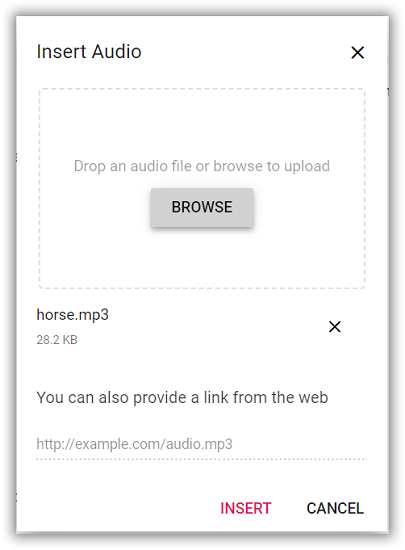 Insert Audio
Drop an audio file or browse to upload
BROWSE
horse.mp3
28.2 KB
You can also provide a link from the web
http://example.com/audio.mp3
INSERT CANCEL